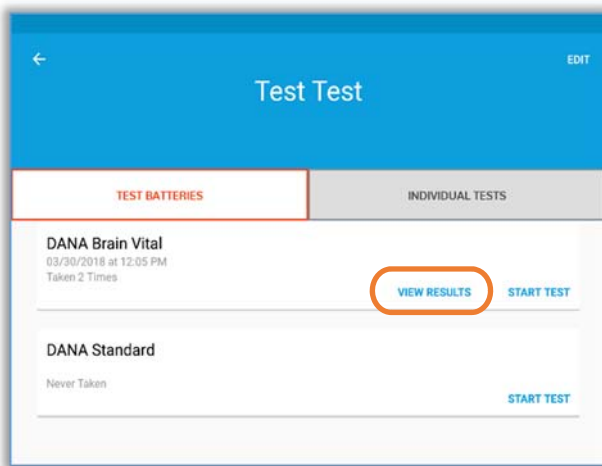 EDIT
Test Test
TEST BATTERIES
INDIVIDUAL TESTS
DANA Brain Vital
03/30/2018 at 12:05 PM
Taken 2 Times
VIEW RESULTS
START TEST
DANA Standard
Never Taken
START TEST